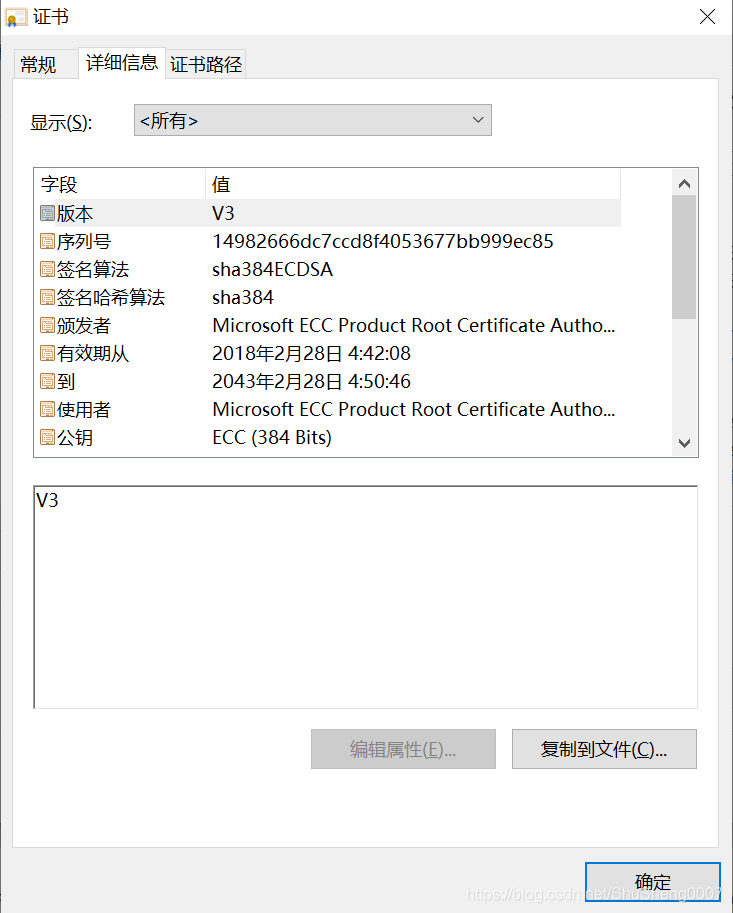 证书
常规 详细信息 证书路径
显示(S): <所有>
字段 值
版本 V3
序列号 14982666dc7ccd8f4053677bb999ec85
签名算法 sha384ECDSA
签名哈希算法 sha384
颁发者 Microsoft ECC Product Root Certificate Autho...
有效期从 2018年2月28日 4:42:08
到 2043年2月28日 4:50:46
使用者 Microsoft ECC Product Root Certificate Autho...
公钥 ECC (384 Bits)
V3
编辑属性(E)... 复制到文件(C)...
确定
https://blog.csdn.net/ShuSheng0007